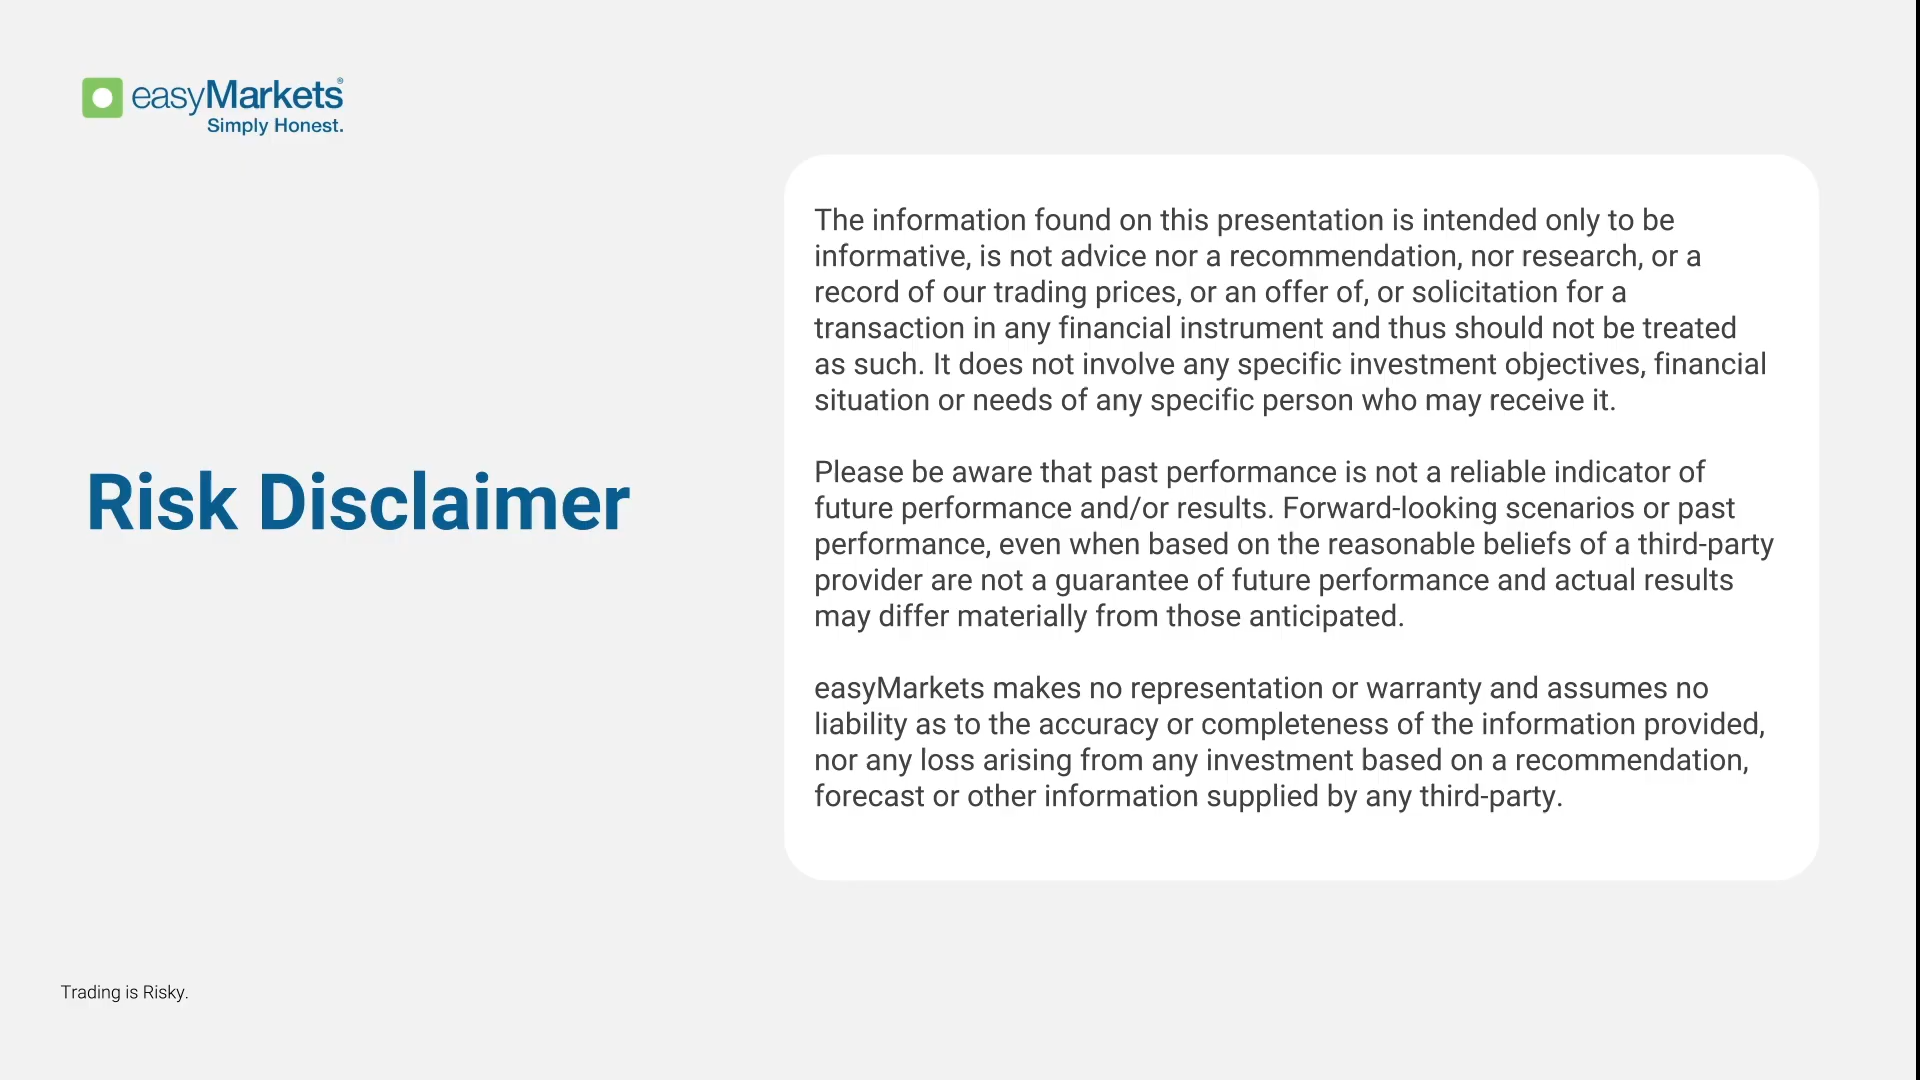 easyMarkets®
Simply Honest.
Risk Disclaimer
The information found on this presentation is intended only to be
informative, is not advice nor a recommendation, nor research, or a
record of our trading prices, or an offer of, or solicitation for a
transaction in any financial instrument and thus should not be treated
as such. It does not involve any specific investment objectives, financial
situation or needs of any specific person who may receive it.
Please be aware that past performance is not a reliable indicator of
future performance and/or results. Forward-looking scenarios or past
performance, even when based on the reasonable beliefs of a third-party
provider are not a guarantee of future performance and actual results
may differ materially from those anticipated.
easyMarkets makes no representation or warranty and assumes no
liability as to the accuracy or completeness of the information provided,
nor any loss arising from any investment based on a recommendation,
forecast or other information supplied by any third-party.
Trading is Risky.